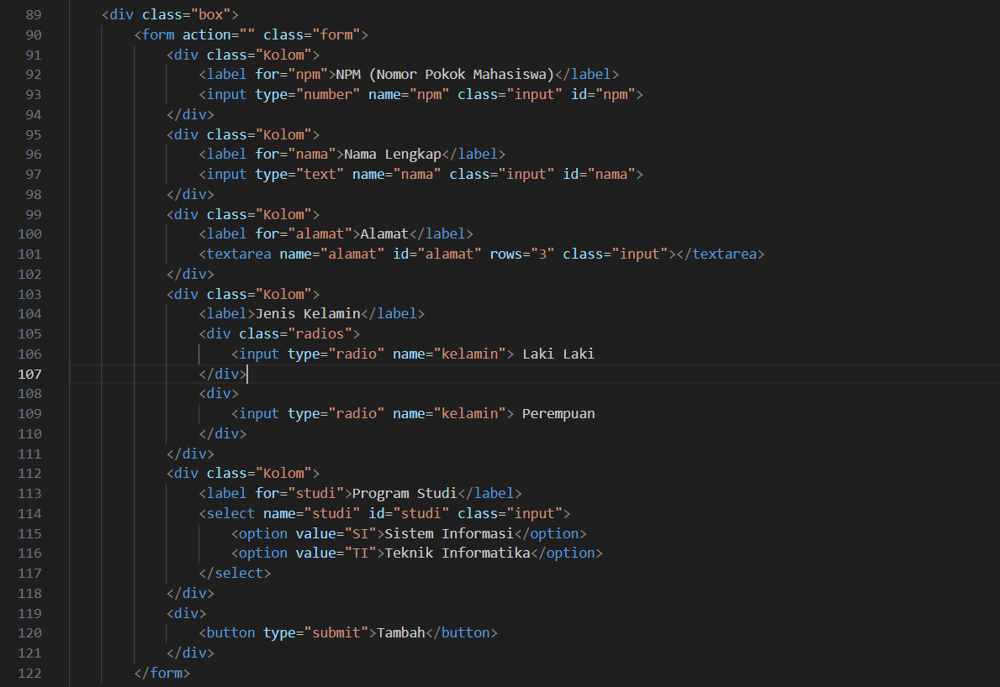 89 <div class="box">
90 <form action="" class="form">
91 <div class="Kolom">
92 <label for="npm">NPM (Nomor Pokok Mahasiswa)</label>
93 <input type="number" name="npm" class="input" id="npm">
94 </div>
95 <div class="Kolom">
96 <label for="nama">Nama Lengkap</label>
97 <input type="text" name="nama" class="input" id="nama">
98 </div>
99 <div class="Kolom">
100 <label for="alamat">Alamat</label>
101 <textarea name="alamat" id="alamat" rows="3" class="input"></textarea>
102 </div>
103 <div class="Kolom">
104 <label>Jenis Kelamin</label>
105 <div class="radios">
106 <input type="radio" name="kelamin"> Laki Laki
107 </div>
108 <div>
109 <input type="radio" name="kelamin"> Perempuan
110 </div>
111 </div>
112 <div class="Kolom">
113 <label for="studi">Program Studi</label>
114 <select name="studi" id="studi" class="input">
115 <option value="SI">Sistem Informasi</option>
116 <option value="TI">Teknik Informatika</option>
117 </select>
118 </div>
119 <div>
120 <button type="submit">Tambah</button>
121 </div>
122 </form>